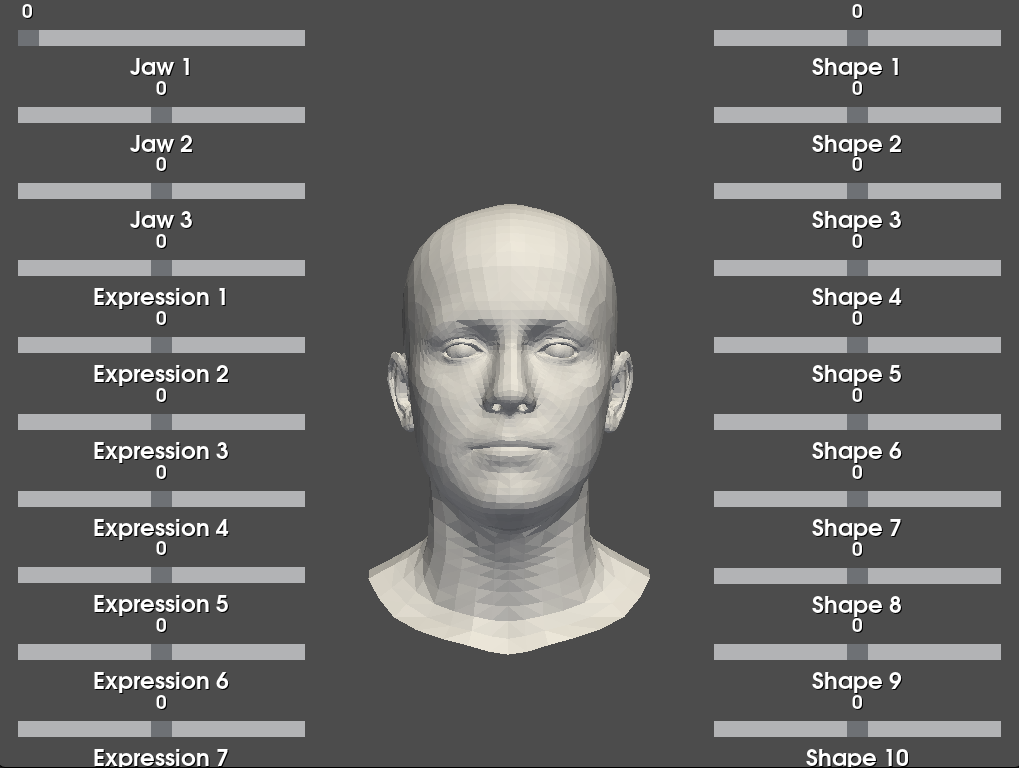 0
Jaw 1
0
Jaw 2
0
Jaw 3
0
Expression 1
0
Expression 2
0
Expression 3
0
Expression 4
0
Expression 5
0
Expression 6
0
Expression 7
0
Shape 1
0
Shape 2
0
Shape 3
0
Shape 4
0
Shape 5
0
Shape 6
0
Shape 7
0
Shape 8
0
Shape 9
0
Shape 10